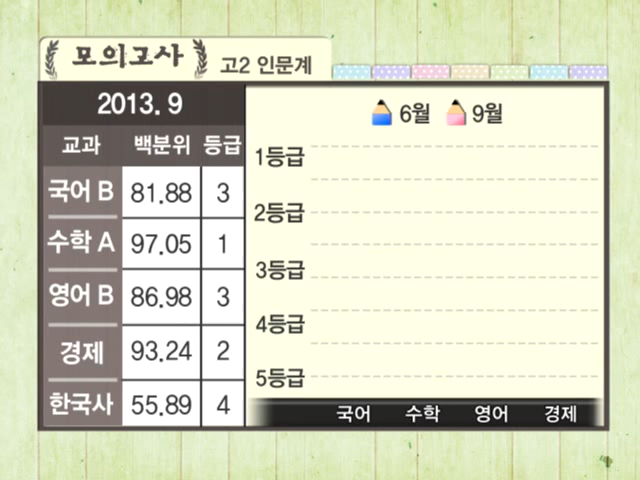 모의고사 고2 인문계
2013. 9
교과 백분위 등급
국어 B 81.88 3
수학 A 97.05 1
영어 B 86.98 3
경제 93.24 2
한국사 55.89 4
6월 9월
1등급
2등급
3등급
4등급
5등급
국어 수학 영어 경제